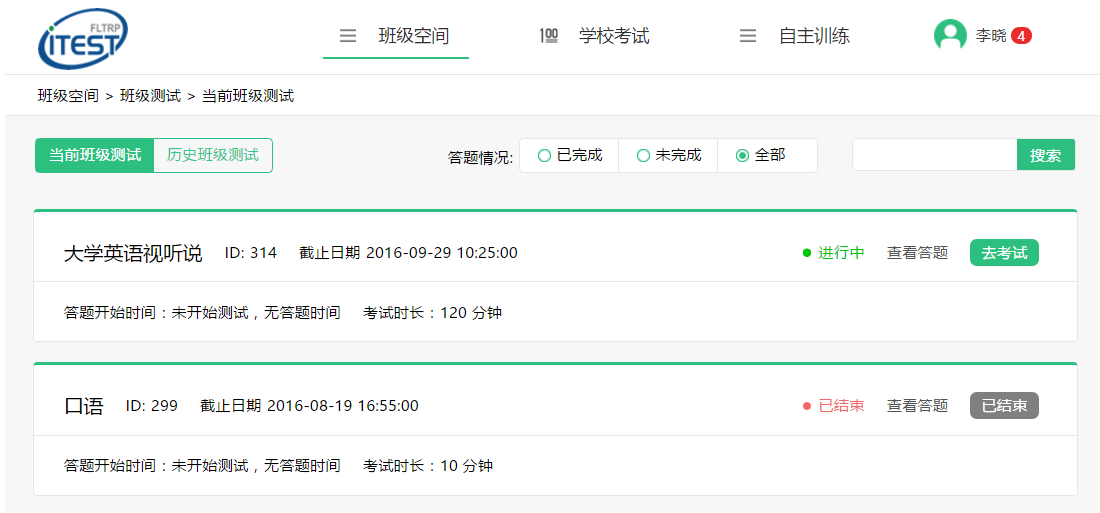 FLTRP
iTEST
班级空间
100 学校考试
自主训练
李晓 4
班级空间 > 班级测试 > 当前班级测试
当前班级测试 历史班级测试 答题情况: 已完成 未完成 全部 搜索
大学英语视听说 ID: 314 截止日期 2016-09-29 10:25:00 进行中 查看答题 去考试
答题开始时间：未开始测试，无答题时间 考试时长：120 分钟
口语 ID: 299 截止日期 2016-08-19 16:55:00 已结束 查看答题 已结束
答题开始时间：未开始测试，无答题时间 考试时长：10 分钟